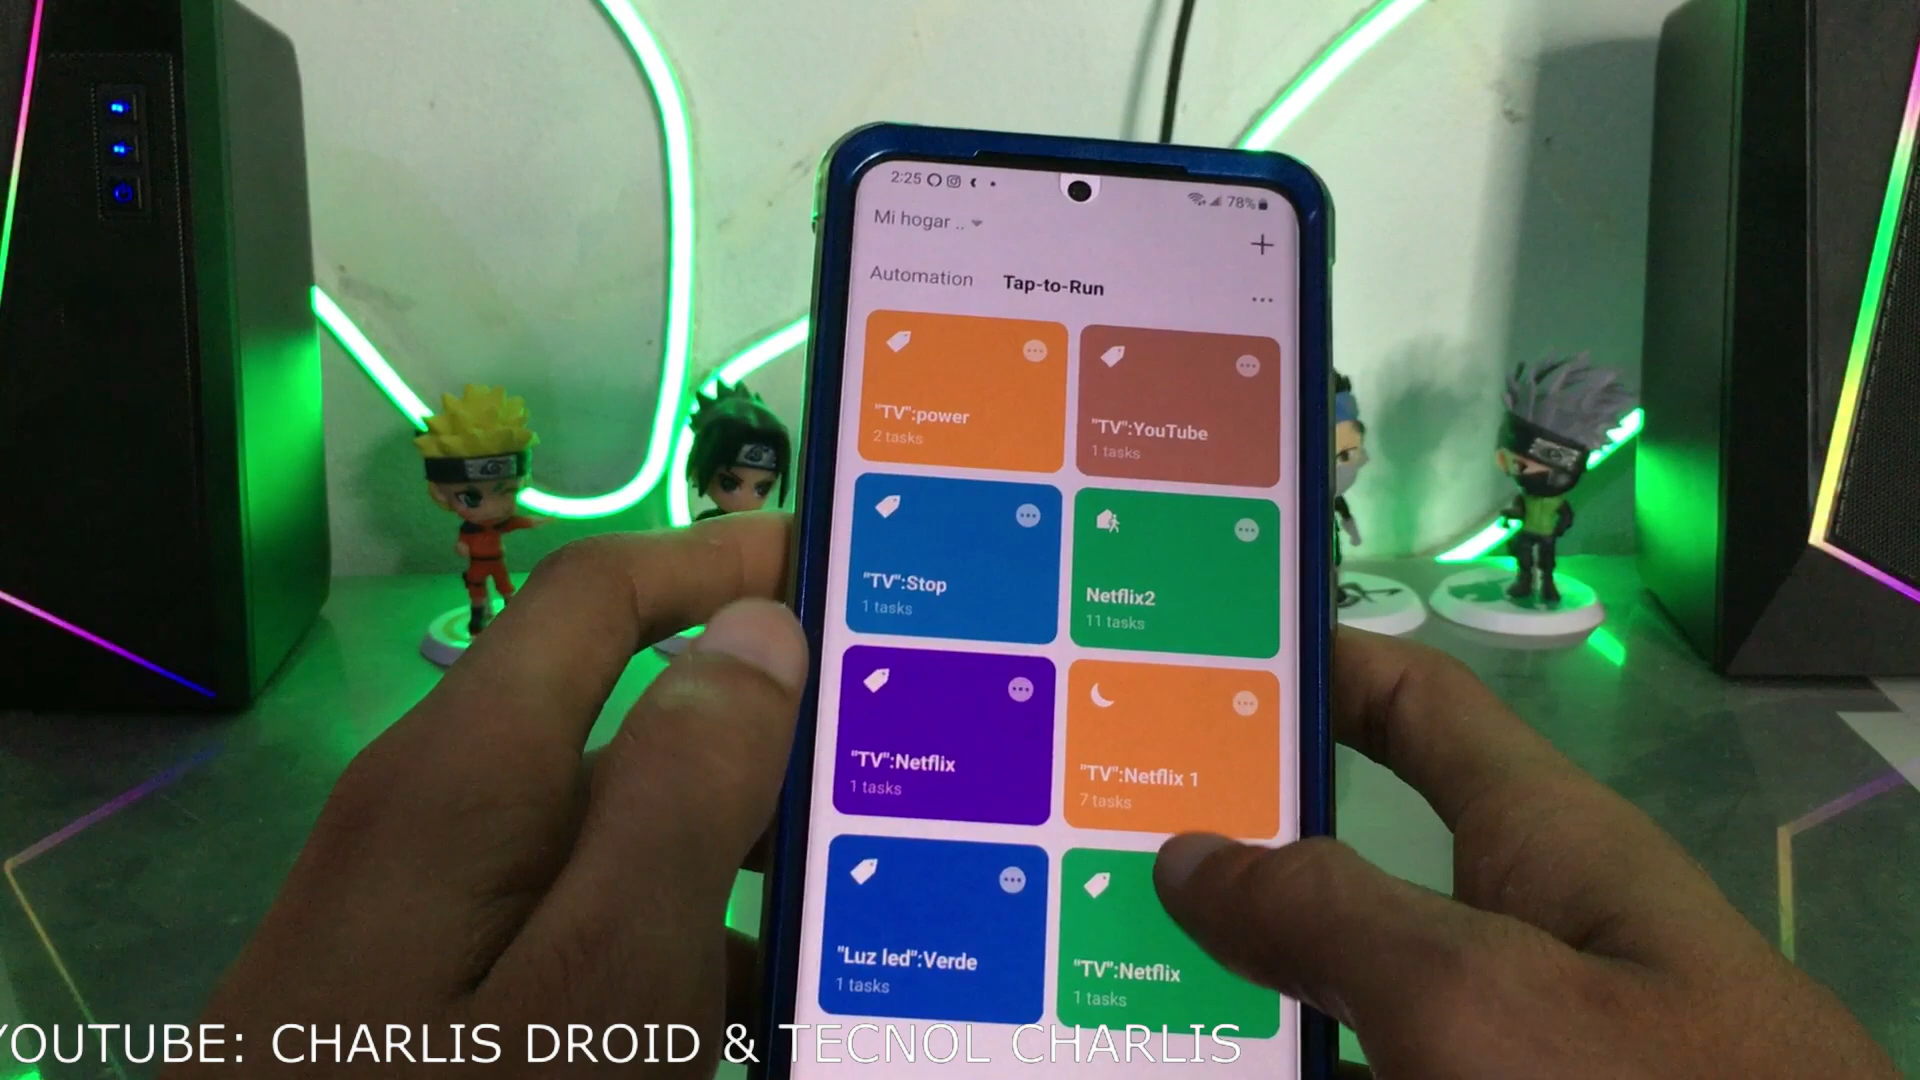 2:25 78%
Mi hogar ..
Automation Tap-to-Run
"TV":power
2 tasks
"TV":YouTube
1 tasks
"TV":Stop
1 tasks
Netflix2
11 tasks
"TV":Netflix
1 tasks
"TV":Netflix 1
7 tasks
"Luz led":Verde
1 tasks
"TV":Netflix
1 tasks
YOUTUBE: CHARLIS DROID & TECNOL CHARLIS